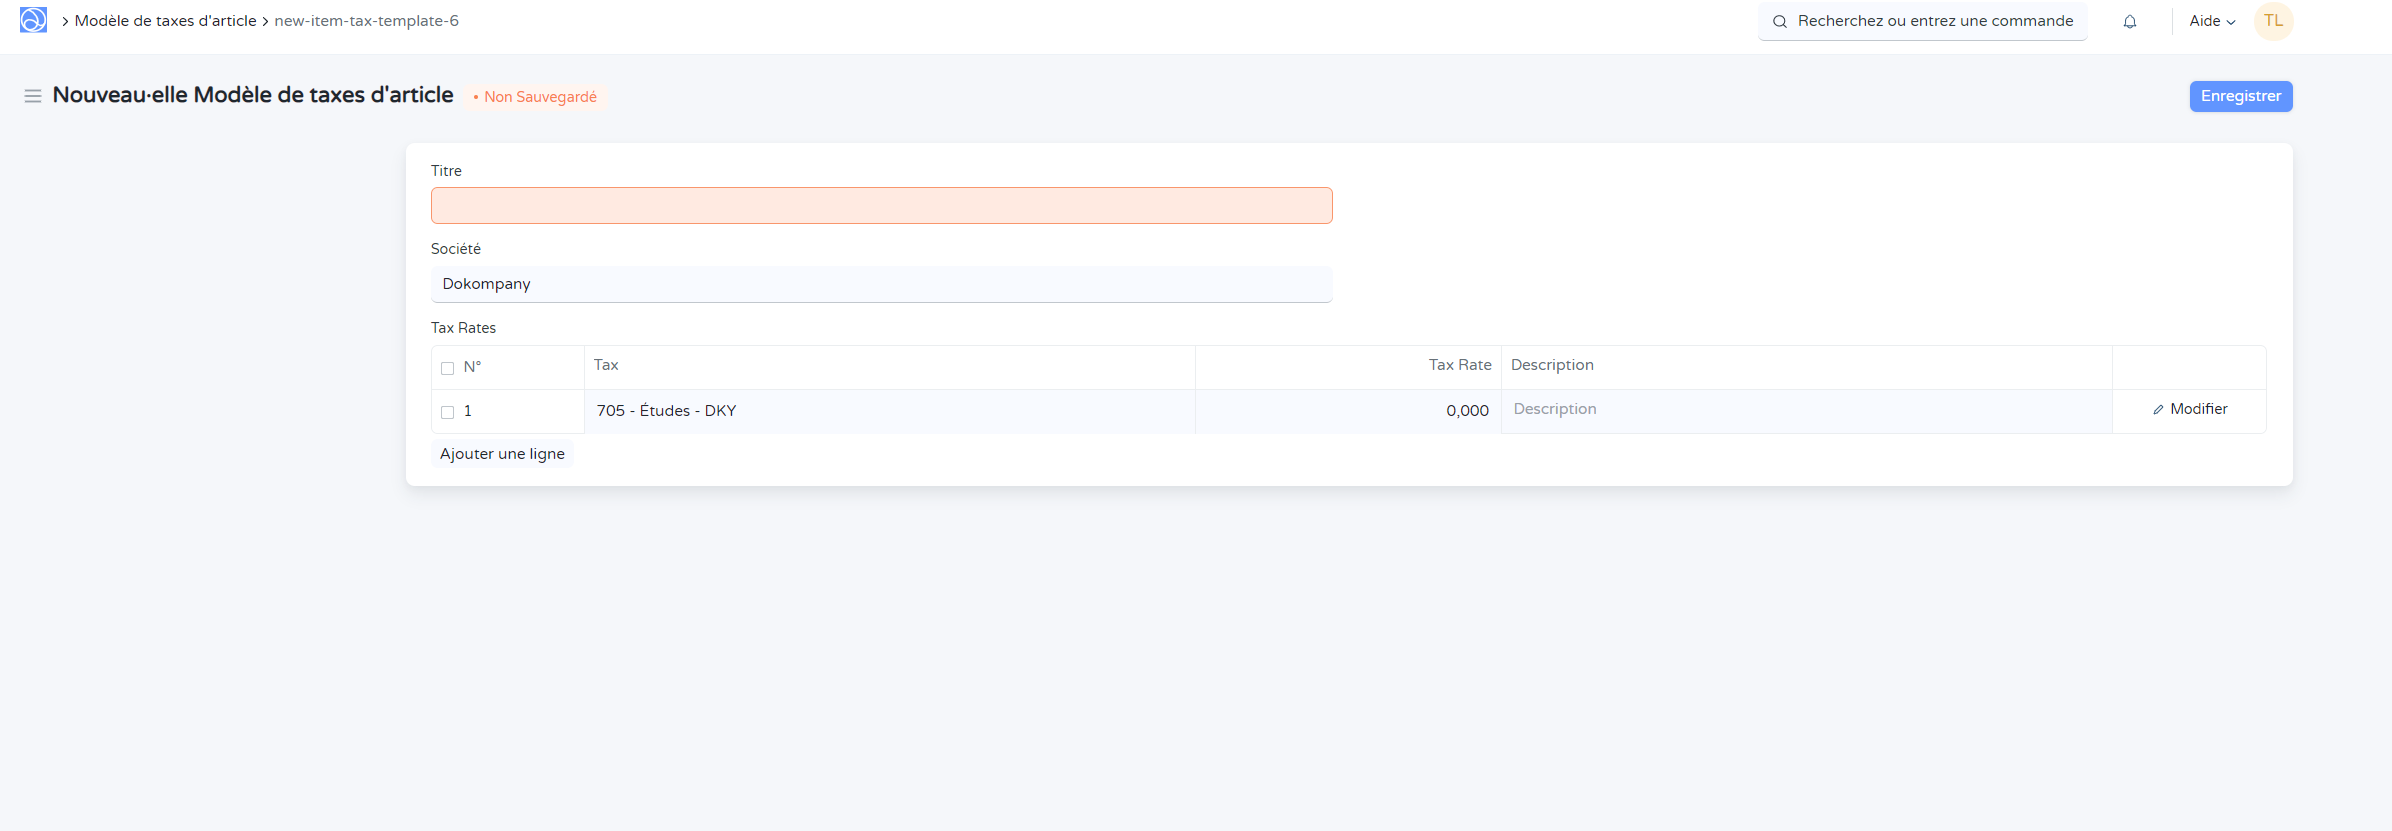 Modèle de taxes d'article new-item-tax-template-6
Recherchez ou entrez une commande
Aide
TL
Nouveau·elle Modèle de taxes d'article
• Non Sauvegardé
Enregistrer
Titre
Société
Dokompany
Tax Rates
N° Tax Tax Rate Description
1 705 - Études - DKY 0,000 Description Modifier
Ajouter une ligne